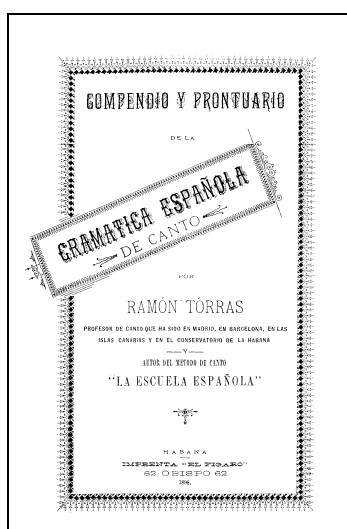 COMPENDIO Y PRONTUARIO
DE LA
GRAMATICA ESPAÑOLA
DE CANTO
POR
RAMÓN TÓRRAS
PROFESOR DE CANTO QUE HA SIDO EN MADRID, EN BARCELONA, EN LAS
ISLAS CANARIAS Y EN EL CONSERVATORIO DE LA HABANA
Y
AUTOR DEL METODO DE CANTO
"LA ESCUELA ESPAÑOLA"
HABANA
IMPRENTA "EL FIGARO"
62 OBISPO 62